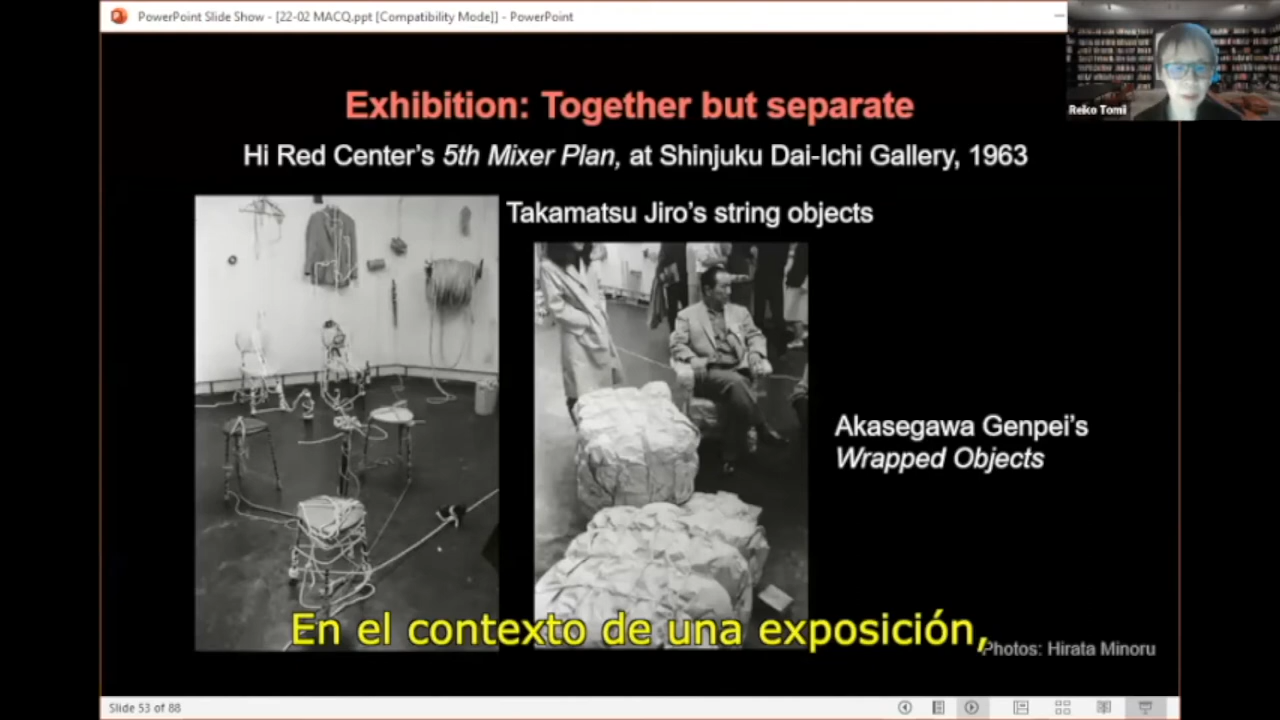 PowerPoint Slide Show - [22-02 MACQ.ppt [Compatibility Mode]] - PowerPoint
Reiko Tomii
Exhibition: Together but separate
Hi Red Center's 5th Mixer Plan, at Shinjuku Dai-Ichi Gallery, 1963
Takamatsu Jiro's string objects
Akasegawa Genpei's
Wrapped Objects
En el contexto de una exposición,
Photos: Hirata Minoru
Slide 53 of 88